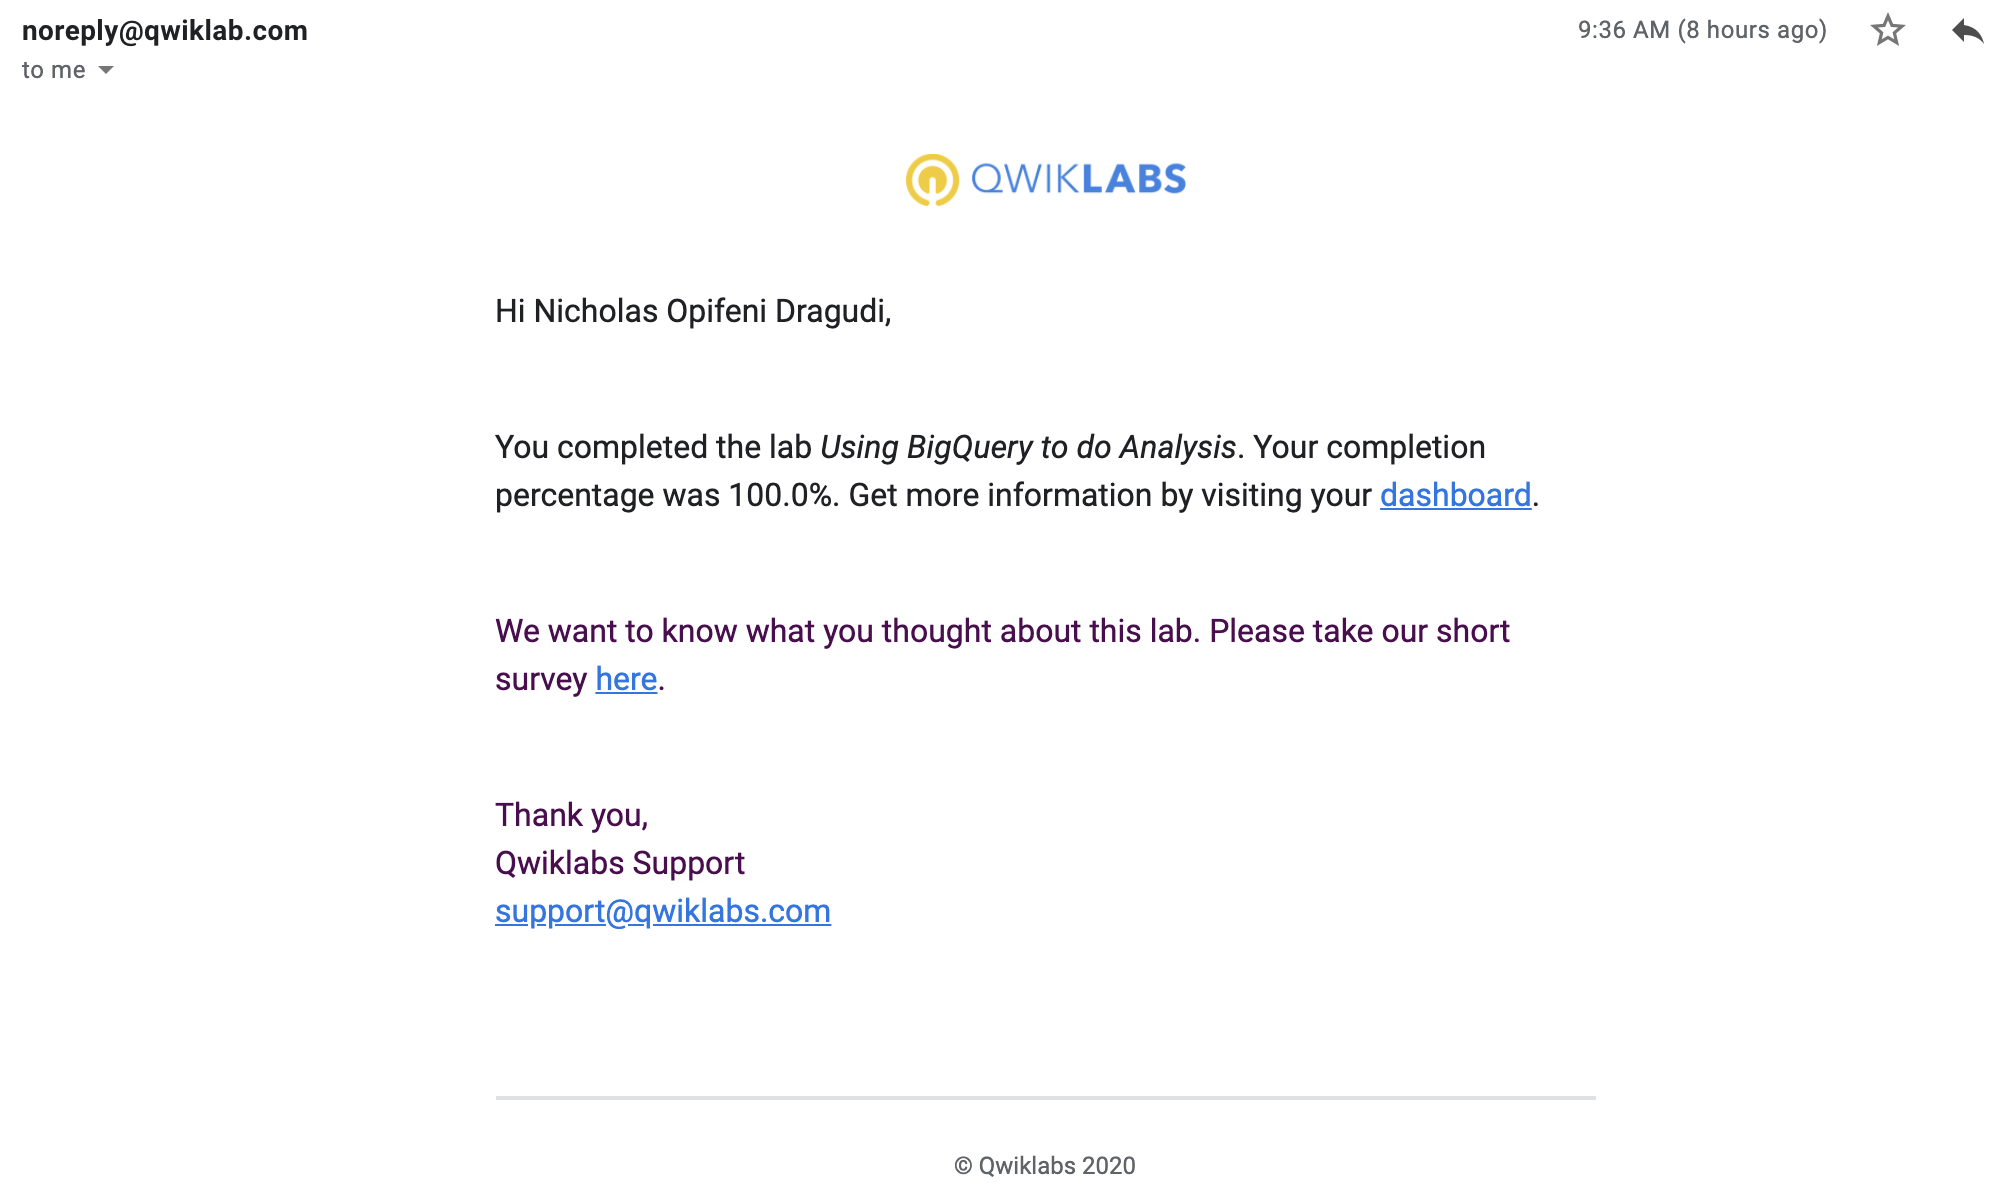 noreply@qwiklab.com
9:36 AM (8 hours ago)
to me
QWIKLABS
Hi Nicholas Opifeni Dragudi,
You completed the lab Using BigQuery to do Analysis. Your completion
percentage was 100.0%. Get more information by visiting your dashboard.
We want to know what you thought about this lab. Please take our short
survey here.
Thank you,
Qwiklabs Support
support@qwiklabs.com
© Qwiklabs 2020